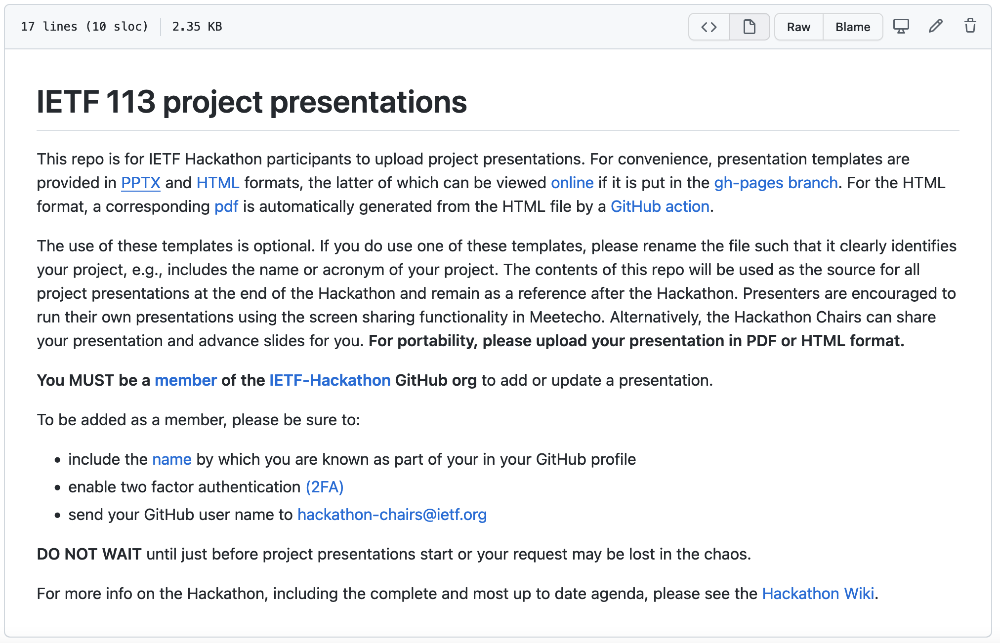 17 lines (10 sloc) 2.35 KB Raw Blame
IETF 113 project presentations
This repo is for IETF Hackathon participants to upload project presentations. For convenience, presentation templates are
provided in PPTX and HTML formats, the latter of which can be viewed online if it is put in the gh-pages branch. For the HTML
format, a corresponding pdf is automatically generated from the HTML file by a GitHub action.
The use of these templates is optional. If you do use one of these templates, please rename the file such that it clearly identifies
your project, e.g., includes the name or acronym of your project. The contents of this repo will be used as the source for all
project presentations at the end of the Hackathon and remain as a reference after the Hackathon. Presenters are encouraged to
run their own presentations using the screen sharing functionality in Meetecho. Alternatively, the Hackathon Chairs can share
your presentation and advance slides for you. For portability, please upload your presentation in PDF or HTML format.
You MUST be a member of the IETF-Hackathon GitHub org to add or update a presentation.
To be added as a member, please be sure to:
• include the name by which you are known as part of your in your GitHub profile
• enable two factor authentication (2FA)
• send your GitHub user name to hackathon-chairs@ietf.org
DO NOT WAIT until just before project presentations start or your request may be lost in the chaos.
For more info on the Hackathon, including the complete and most up to date agenda, please see the Hackathon Wiki.